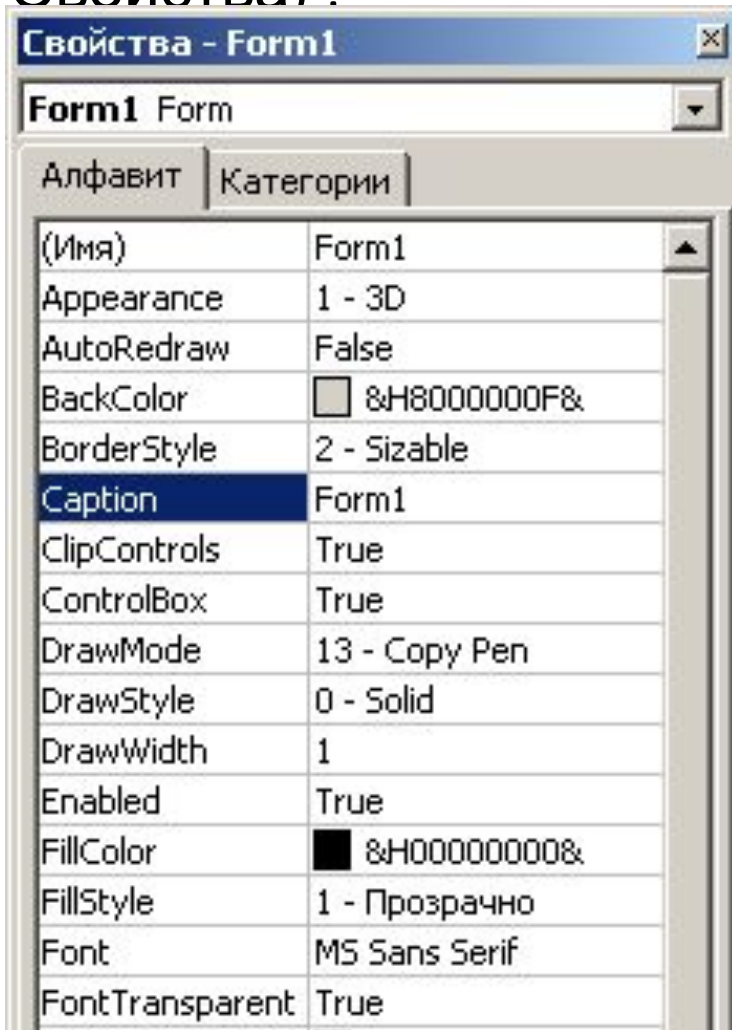 Свойства - Form1
Form1 Form
Алфавит Категории
(Имя) Form1
Appearance 1 - 3D
AutoRedraw False
BackColor &H8000000F&
BorderStyle 2 - Sizable
Caption Form1
ClipControls True
ControlBox True
DrawMode 13 - Copy Pen
DrawStyle 0 - Solid
DrawWidth 1
Enabled True
FillColor &H00000000&
FillStyle 1 - Прозрачно
Font MS Sans Serif
FontTransparent True